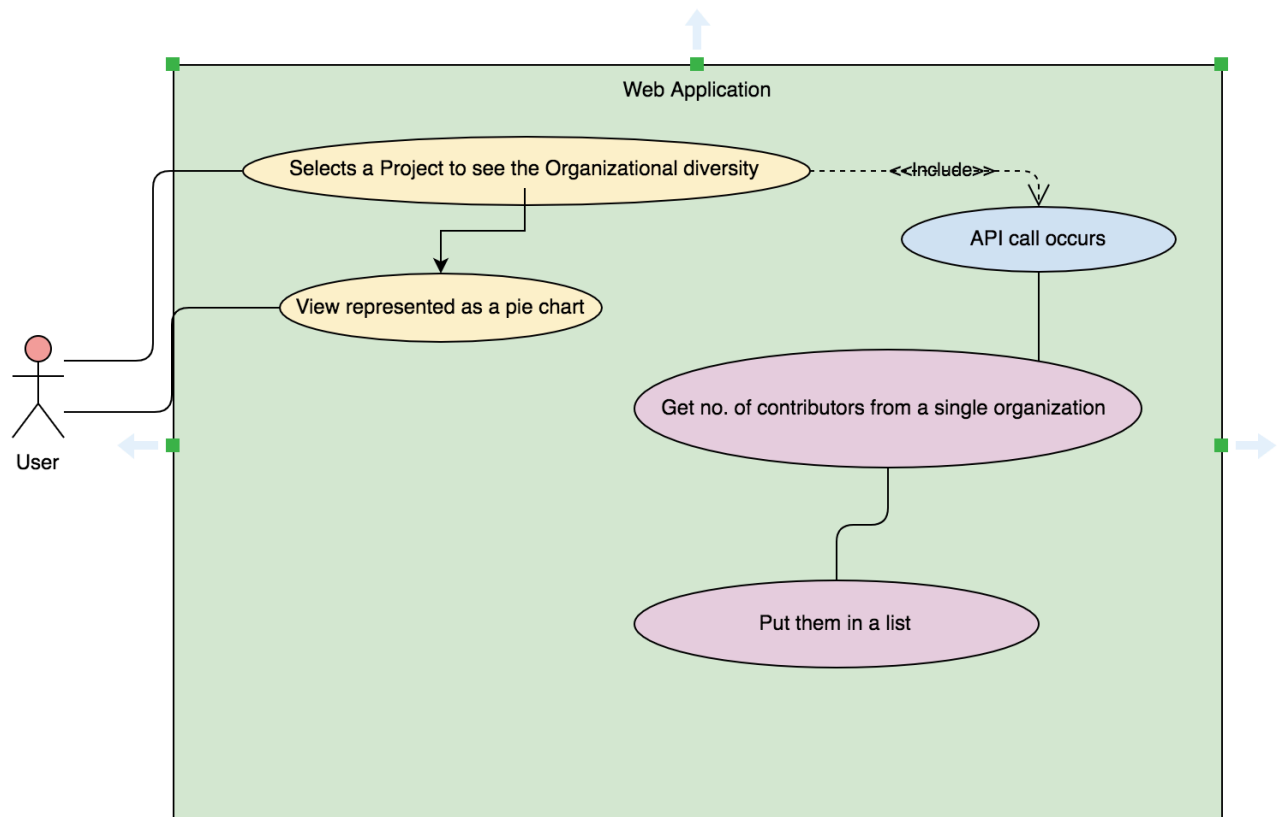 Web Application
Selects a Project to see the Organizational diversity
<<Include>>
API call occurs
View represented as a pie chart
Get no. of contributors from a single organization
User
Put them in a list